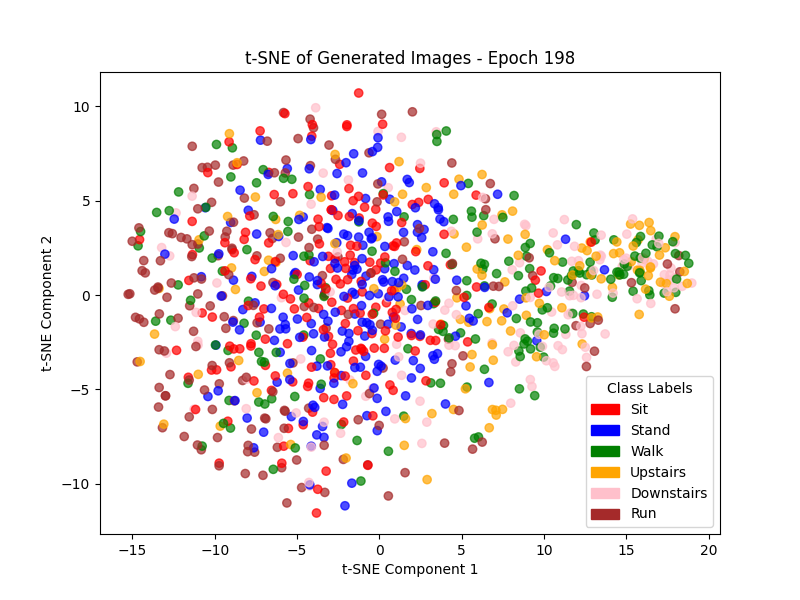 t-SNE of Generated Images - Epoch 198
t-SNE Component 2
10
5
0
−5
−10
−15
−10
−5
0
5
10
15
20
t-SNE Component 1
Class Labels
Sit
Stand
Walk
Upstairs
Downstairs
Run